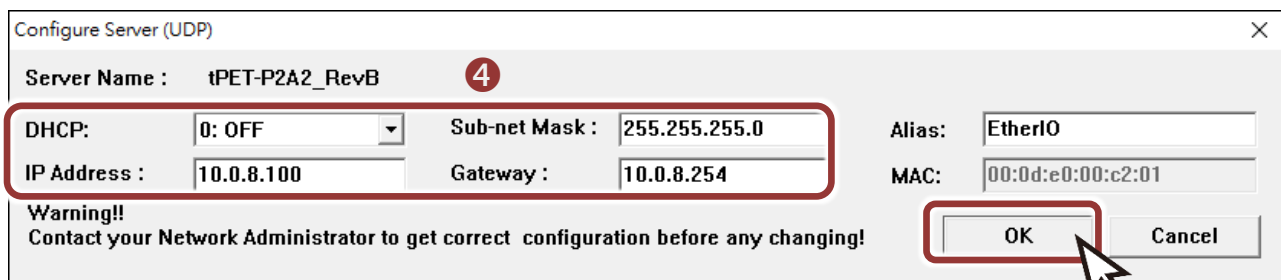 Configure Server (UDP)
Server Name : tPET-P2A2_RevB 4
DHCP: 0: OFF Sub-net Mask : 255.255.255.0 Alias: EtherIO
IP Address : 10.0.8.100 Gateway : 10.0.8.254 MAC: 00:0d:e0:00:c2:01
Warning!!
Contact your Network Administrator to get correct configuration before any changing!
OK Cancel